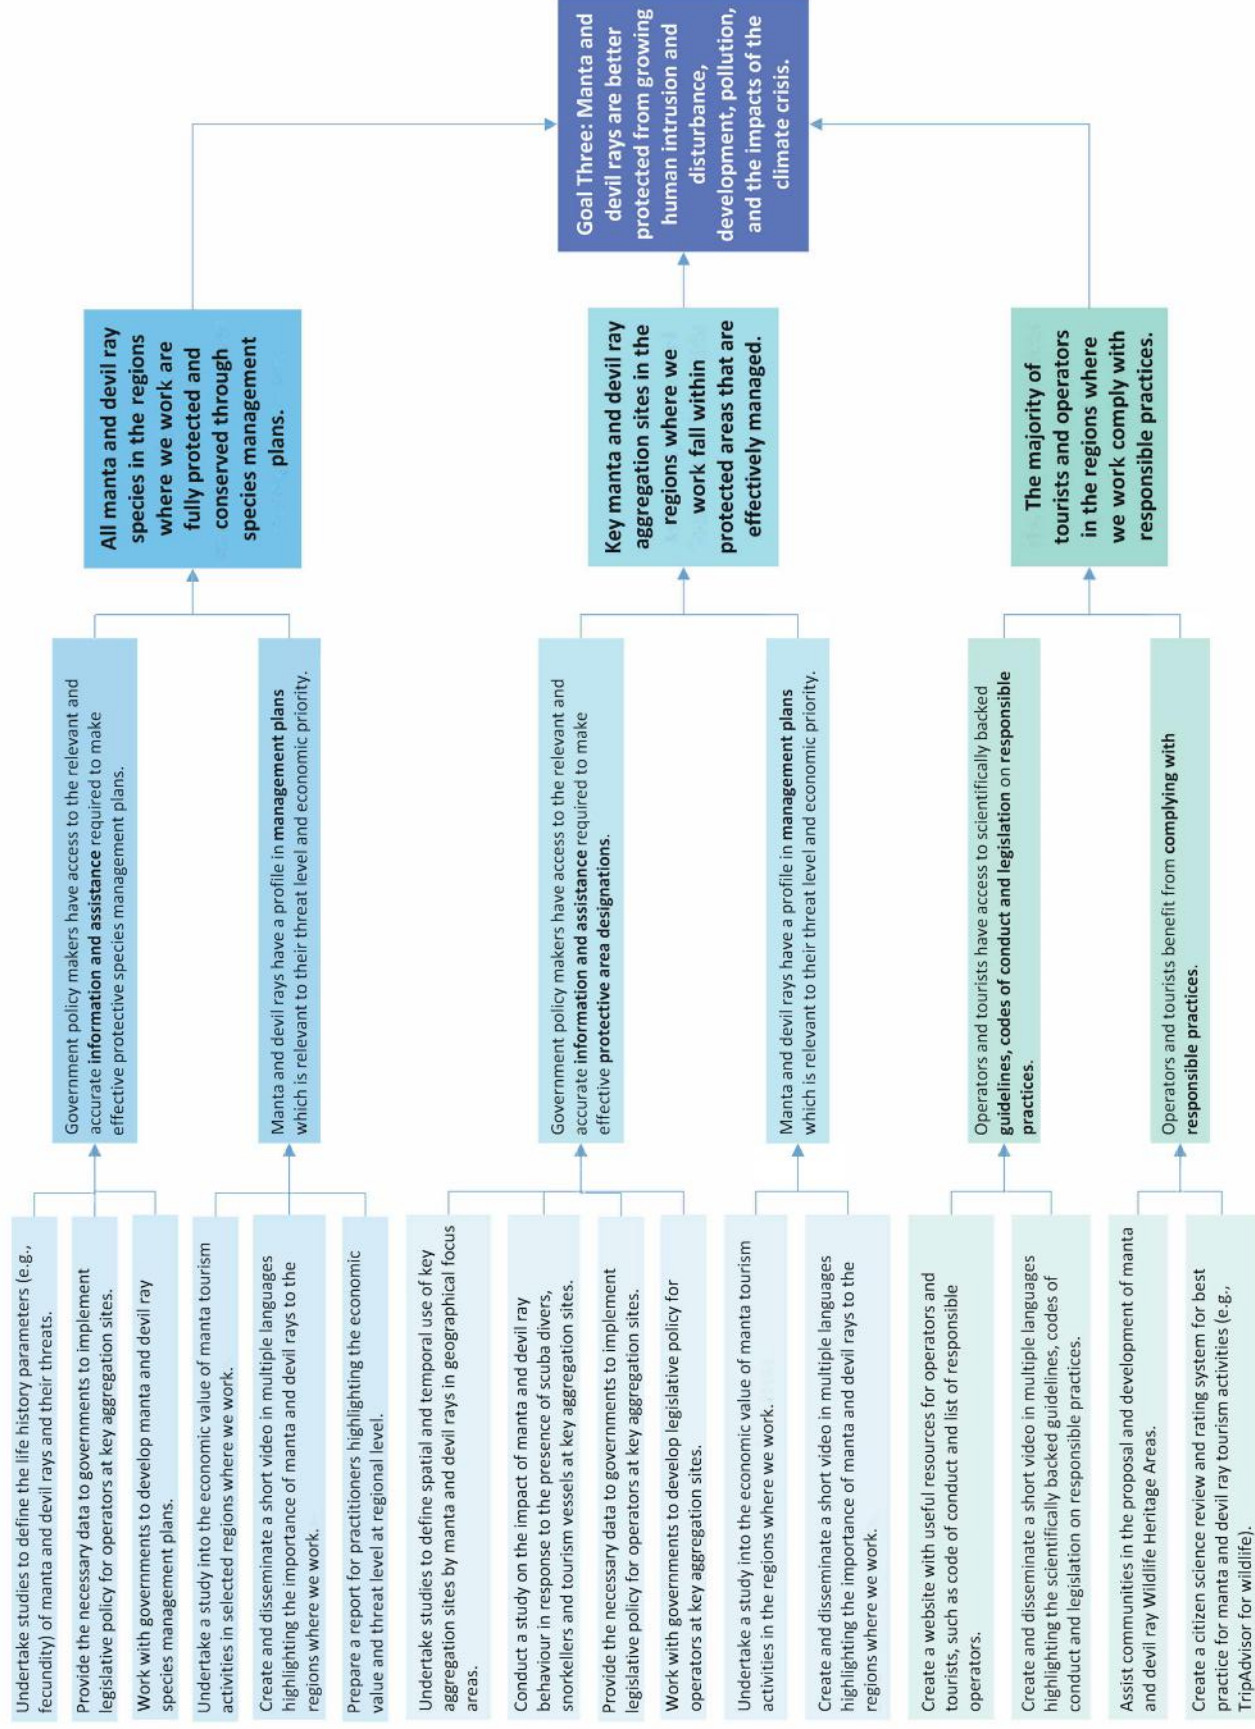 Undertake studies to define the life history parameters (e.g.,
fecundity) of manta and devil rays and their threats.
Provide the necessary data to governments to implement
legislative policy for operators at key aggregation sites.
Work with governments to develop manta and devil ray
species management plans.
Undertake a study into the economic value of manta tourism
activities in selected regions where we work.
Create and disseminate a short video in multiple languages
highlighting the importance of manta and devil rays to the
regions where we work.
Prepare a report for practitioners highlighting the economic
value and threat level at regional level.
Undertake studies to define spatial and temporal use of key
aggregation sites by manta and devil rays in geographical focus
areas.
Conduct a study on the impact of manta and devil ray
behaviour in response to the presence of scuba divers,
snorkellers and tourism vessels at key aggregation sites.
Provide the necessary data to governments to implement
legislative policy for operators at key aggregation sites.
Work with governments to develop legislative policy for
operators at key aggregation sites.
Undertake a study into the economic value of manta tourism
activities in the regions where we work.
Create and disseminate a short video in multiple languages
highlighting the importance of manta and devil rays to the
regions where we work.
Create a website with useful resources for operators and
tourists, such as code of conduct and list of responsible
operators.
Create and disseminate a short video in multiple languages
highlighting the scientifically backed guidelines, codes of
conduct and legislation on responsible practices.
Assist communities in the proposal and development of manta
and devil ray Wildlife Heritage Areas.
Create a citizen science review and rating system for best
practice for manta and devil ray tourism activities (e.g.,
TripAdvisor for wildlife).
Government policy makers have access to the relevant and
accurate information and assistance required to make
effective protective species management plans.
Manta and devil rays have a profile in management plans
which is relevant to their threat level and economic priority.
Government policy makers have access to the relevant and
accurate information and assistance required to make
effective protective area designations.
Manta and devil rays have a profile in management plans
which is relevant to their threat level and economic priority.
Operators and tourists have access to scientifically backed
guidelines, codes of conduct and legislation on responsible
practices.
Operators and tourists benefit from complying with
responsible practices.
All manta and devil ray
species in the regions
where we work are
fully protected and
conserved through
species management
plans.
Key manta and devil ray
aggregation sites in the
regions where we
work fall within
protected areas that are
effectively managed.
The majority of
tourists and operators
in the regions where
we work comply with
responsible practices.
Goal Three: Manta and
devil rays are better
protected from growing
human intrusion and
disturbance,
development, pollution,
and the impacts of the
climate crisis.